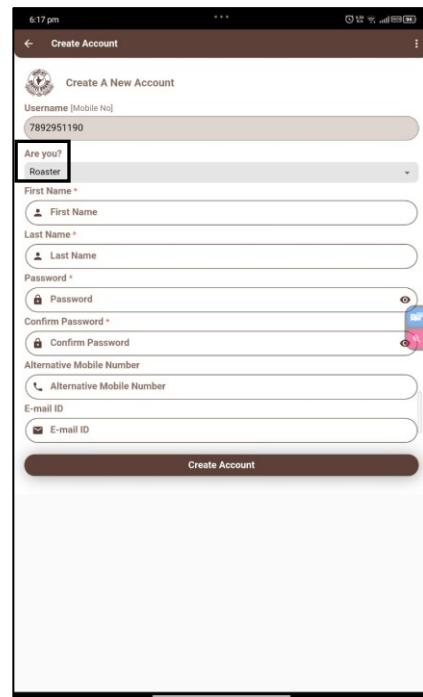 6:17 pm
94
Create Account
Create A New Account
Username [Mobile No]
7892951190
Are you?
Roaster
First Name *
First Name
Last Name *
Last Name
Password *
Password
Confirm Password *
Confirm Password
Alternative Mobile Number
Alternative Mobile Number
E-mail ID
E-mail ID
Create Account